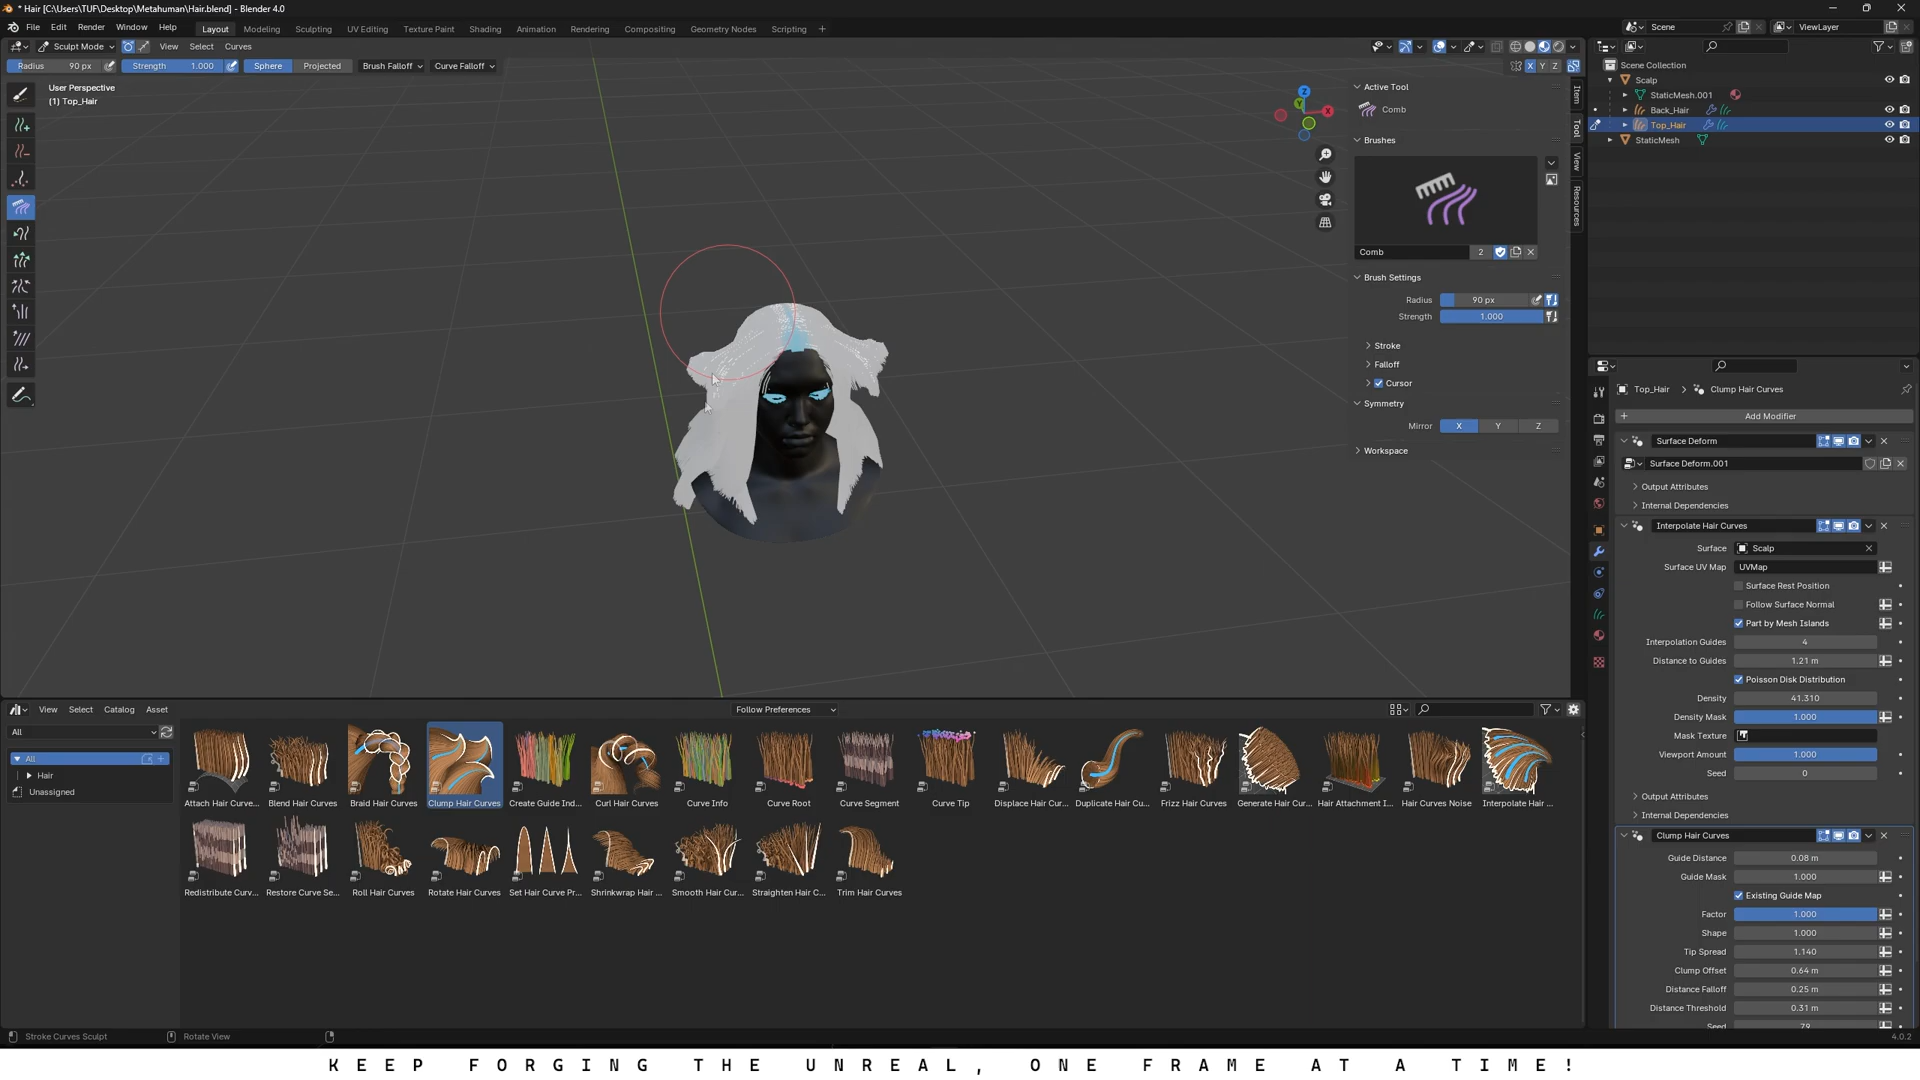 * Hair [C:\Users\TUF\Desktop\Metahuman\Hair.blend] - Blender 4.0
File Edit Render Window Help Layout Modeling Sculpting UV Editing Texture Paint Shading Animation Rendering Compositing Geometry Nodes Scripting + Scene ViewLayer
Sculpt Mode View Select Curves
Radius 90 px Strength 1.000 Sphere Projected Brush Falloff Curve Falloff X Y Z
User Perspective
(1) Top_Hair
Z
Y
X
Item
Tool
View
Resources
Active Tool
Comb
Brushes
Comb 2
Brush Settings
Radius 90 px
Strength 1.000
Stroke
Falloff
Cursor
Symmetry
Mirror X Y Z
Workspace
Scene Collection
Scalp
StaticMesh.001
Back_Hair
Top_Hair
StaticMesh
Top_Hair > Clump Hair Curves
+ Add Modifier
Surface Deform
Surface Deform.001
Output Attributes
Internal Dependencies
Interpolate Hair Curves
Surface Scalp
Surface UV Map UVMap
Surface Rest Position
Follow Surface Normal
Part by Mesh Islands
Interpolation Guides 4
Distance to Guides 1.21 m
Poisson Disk Distribution
Density 41.310
Density Mask 1.000
Mask Texture
Viewport Amount 1.000
Seed 0
Output Attributes
Internal Dependencies
Clump Hair Curves
Guide Distance 0.08 m
Guide Mask 1.000
Existing Guide Map
Factor 1.000
Shape 1.000
Tip Spread 1.140
Clump Offset 0.64 m
Distance Falloff 0.25 m
Distance Threshold 0.31 m
Seed 79
View Select Catalog Asset Follow Preferences
All
All
Hair
Unassigned
Attach Hair Curve... Blend Hair Curves Braid Hair Curves Clump Hair Curves Create Guide Ind... Curl Hair Curves Curve Info Curve Root Curve Segment Curve Tip Displace Hair Cur... Duplicate Hair Cu... Frizz Hair Curves Generate Hair Cur... Hair Attachment I... Hair Curves Noise Interpolate Hair ...
Redistribute Curv... Restore Curve Se... Roll Hair Curves Rotate Hair Curves Set Hair Curve Pr... Shrinkwrap Hair ... Smooth Hair Cur... Straighten Hair C... Trim Hair Curves
Stroke Curves Sculpt Rotate View 4.0.2
KEEP FORGING THE UNREAL, ONE FRAME AT A TIME!